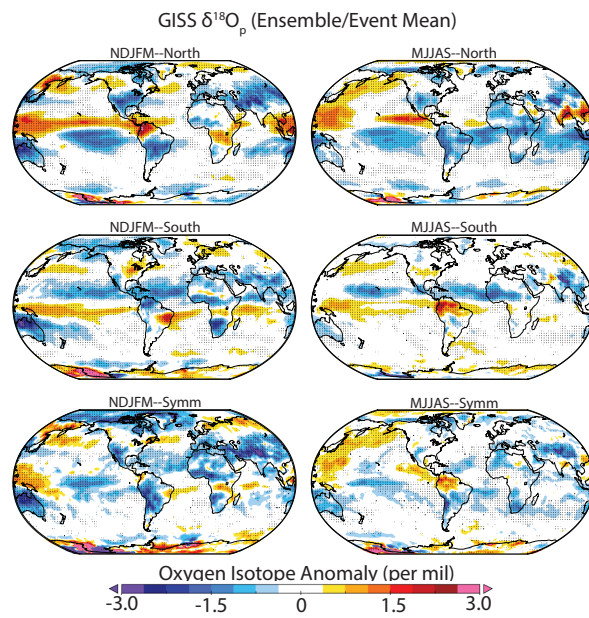 GISS δ¹⁸Oₚ (Ensemble/Event Mean)
NDJFM--North MJJAS--North
NDJFM--South MJJAS--South
NDJFM--Symm MJJAS--Symm
Oxygen Isotope Anomaly (per mil)
-3.0 -1.5 0 1.5 3.0